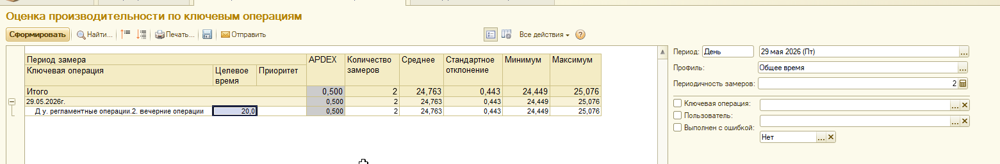 Оценка производительности по ключевым операциям
Сформировать Найти... Печать... Отправить Все действия ?
Период замера APDEX Количество замеров Среднее Стандартное отклонение Минимум Максимум
Ключевая операция Целевое время Приоритет
Итого 0,500 2 24,763 0,443 24,449 25,076
29.05.2026г. 0,500 2 24,763 0,443 24,449 25,076
Д у. регламентные операции.2. вечерние операции 20,0 0,500 2 24,763 0,443 24,449 25,076
Период: День 29 мая 2026 (Пт) ...
Профиль: Общее время ...
Периодичность замеров: 2
Ключевая операция: ... ×
Пользователь: ... ×
Выполнен с ошибкой:
Нет ... ×